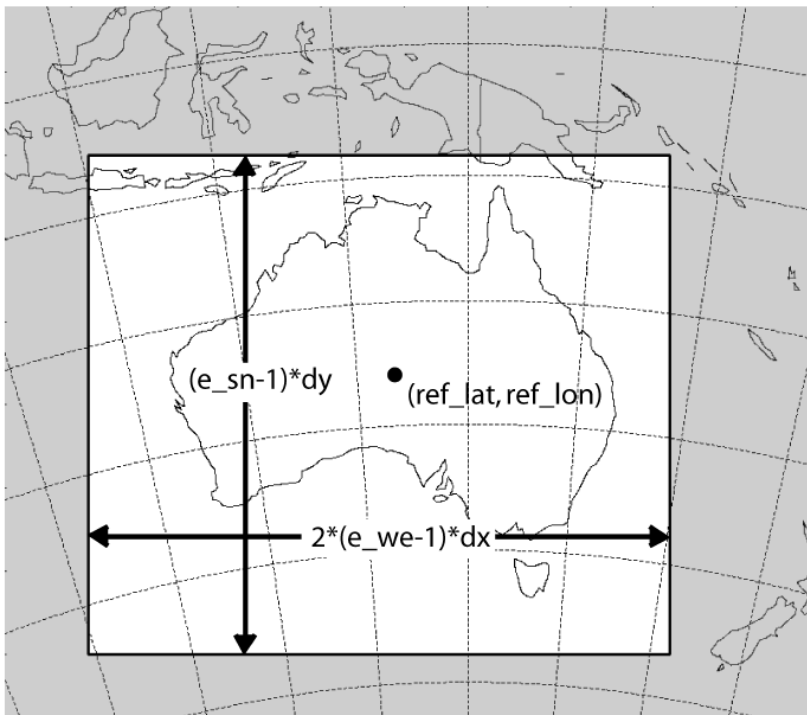 (e_sn-1)*dy
(ref_lat, ref_lon)
2*(e_we-1)*dx